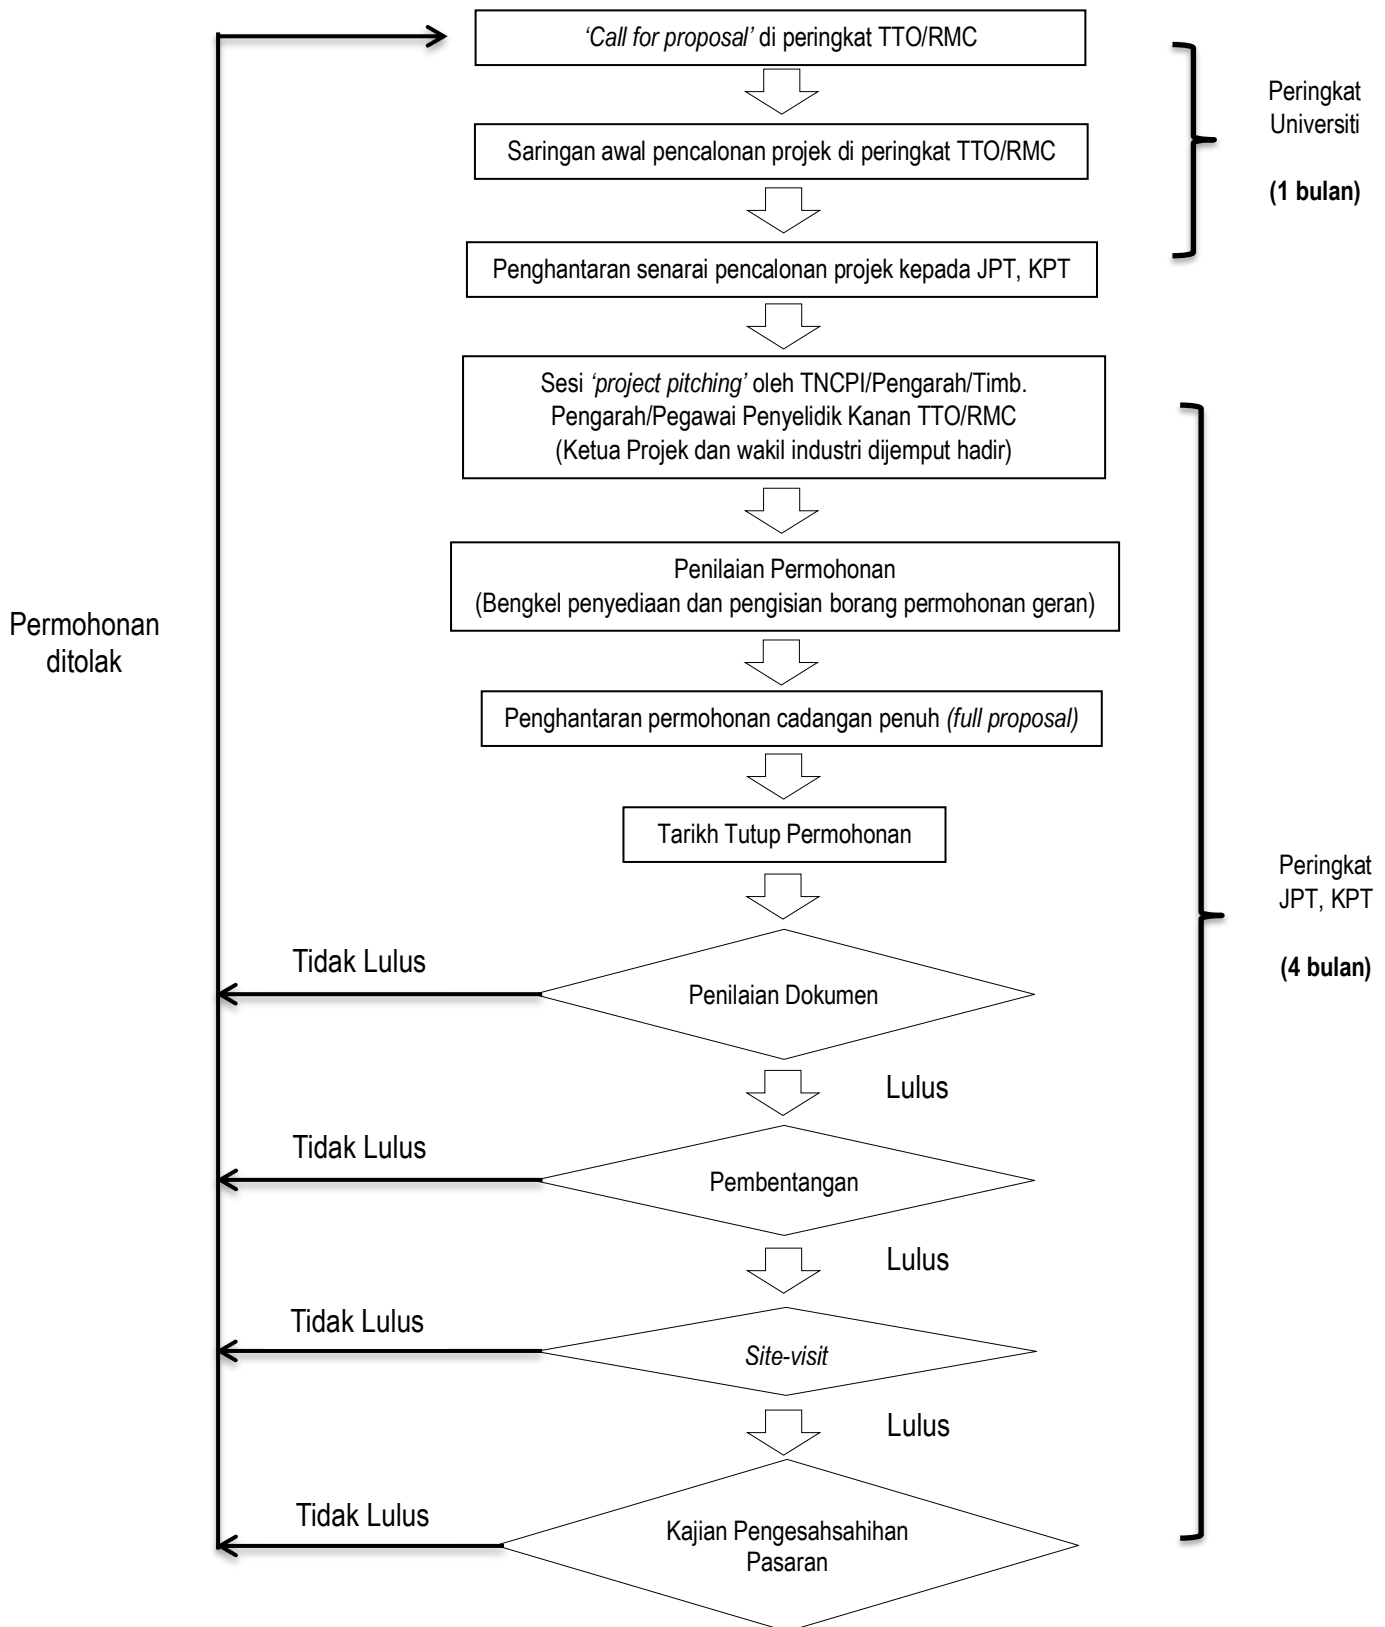 ‘Call for proposal’ di peringkat TTO/RMC
Peringkat
Universiti
(1 bulan)
Saringan awal pencalonan projek di peringkat TTO/RMC
Penghantaran senarai pencalonan projek kepada JPT, KPT
Sesi ‘project pitching’ oleh TNCPI/Pengarah/Timb.
Pengarah/Pegawai Penyelidik Kanan TTO/RMC
(Ketua Projek dan wakil industri dijemput hadir)
Penilaian Permohonan
(Bengkel penyediaan dan pengisian borang permohonan geran)
Permohonan
ditolak
Penghantaran permohonan cadangan penuh (full proposal)
Tarikh Tutup Permohonan
Peringkat
JPT, KPT
(4 bulan)
Tidak Lulus
Penilaian Dokumen
Lulus
Tidak Lulus
Pembentangan
Lulus
Tidak Lulus
Site-visit
Lulus
Tidak Lulus
Kajian Pengesahsahihan
Pasaran